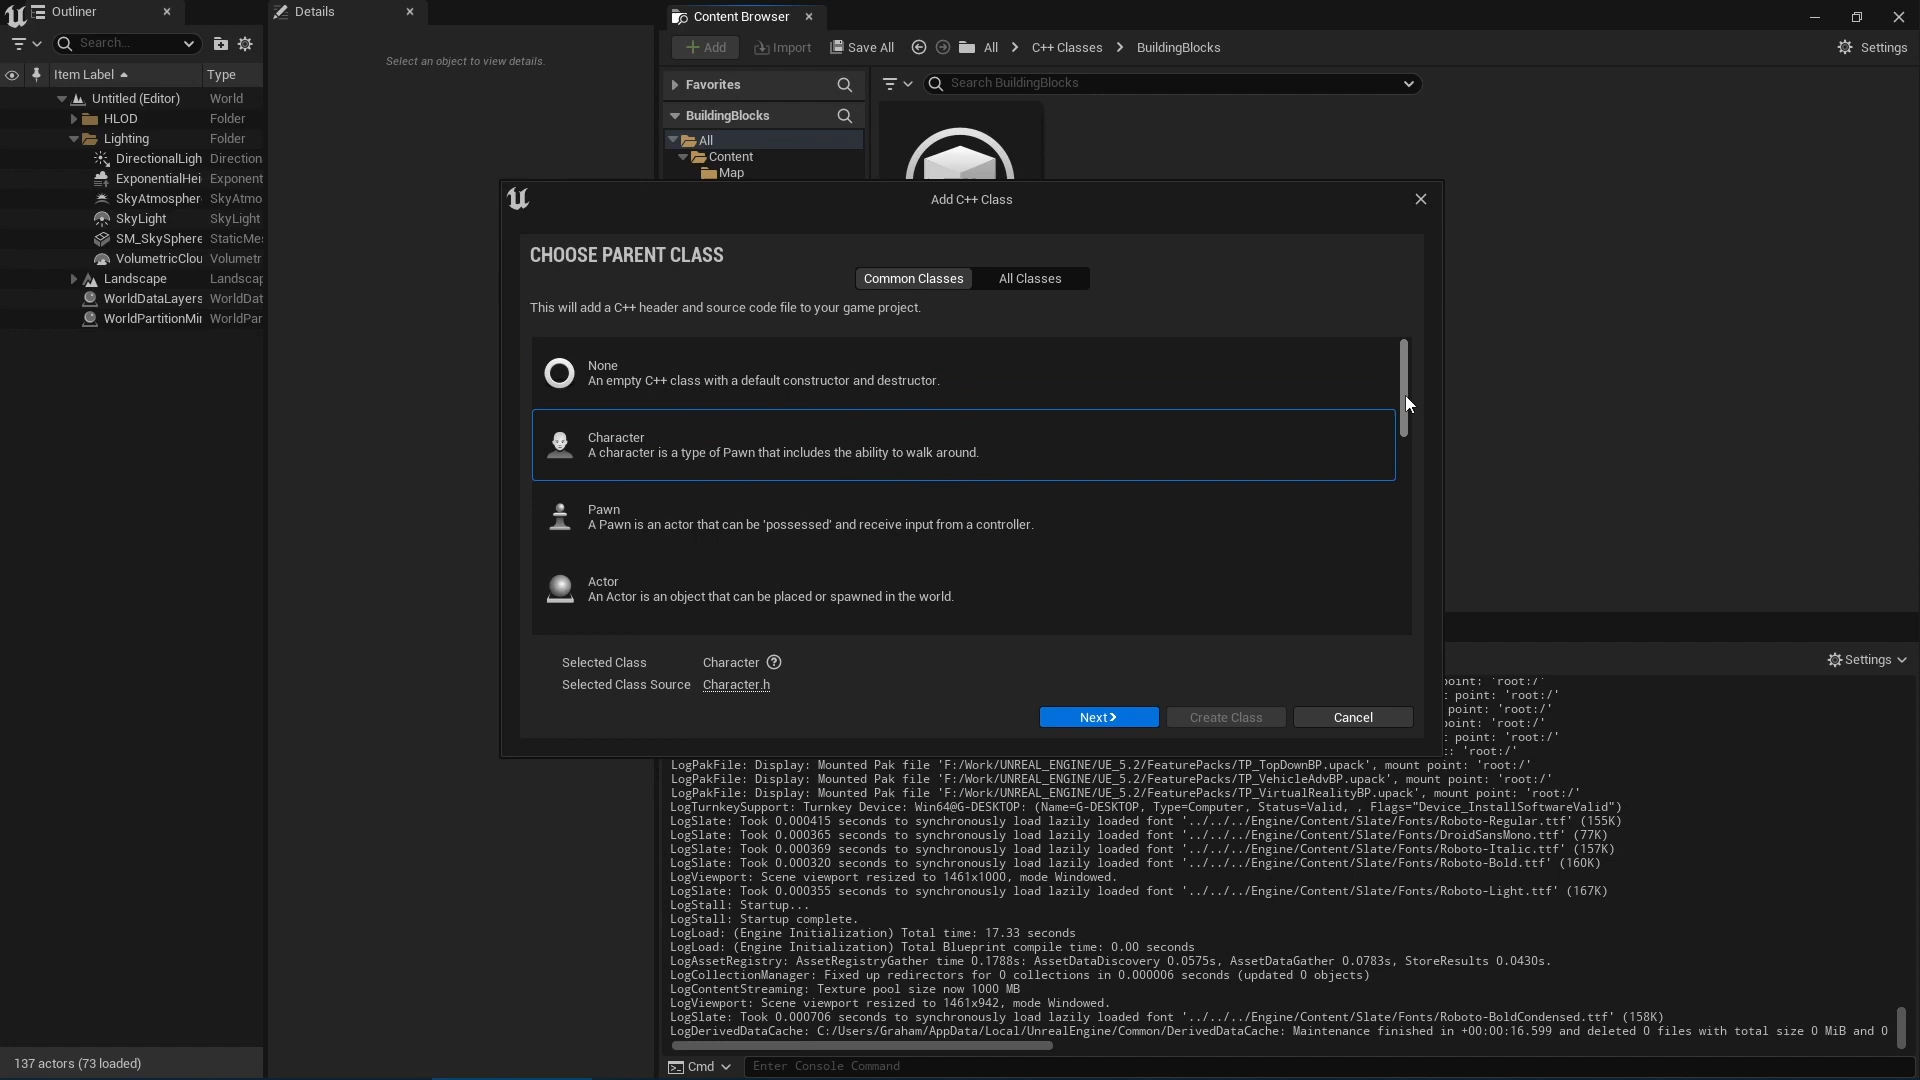 Outliner
Search...
Item Label
Type
Untitled (Editor) World
HLOD Folder
Lighting Folder
DirectionalLigh Direction
ExponentialHei Exponent
SkyAtmospher SkyAtmo
SkyLight SkyLight
SM_SkySphere StaticMe
VolumetricClou Volumetr
Landscape Landscap
WorldDataLayers WorldDat
WorldPartitionMi WorldPar
137 actors (73 loaded)
Details
Select an object to view details.
Content Browser
Add Import Save All All C++ Classes BuildingBlocks Settings
Favorites
Search BuildingBlocks
BuildingBlocks
All
Content
Map
Add C++ Class
CHOOSE PARENT CLASS
Common Classes All Classes
This will add a C++ header and source code file to your game project.
None
An empty C++ class with a default constructor and destructor.
Character
A character is a type of Pawn that includes the ability to walk around.
Pawn
A Pawn is an actor that can be 'possessed' and receive input from a controller.
Actor
An Actor is an object that can be placed or spawned in the world.
Selected Class Character
Selected Class Source Character.h
Next Create Class Cancel
Settings
point: 'root:/'
point: 'root:/'
point: 'root:/'
point: 'root:/'
point: 'root:/'
: 'root:/'
LogPakFile: Display: Mounted Pak file 'F:/Work/UNREAL_ENGINE/UE_5.2/FeaturePacks/TP_TopDownBP.upack', mount point: 'root:/'
LogPakFile: Display: Mounted Pak file 'F:/Work/UNREAL_ENGINE/UE_5.2/FeaturePacks/TP_VehicleAdvBP.upack', mount point: 'root:/'
LogPakFile: Display: Mounted Pak file 'F:/Work/UNREAL_ENGINE/UE_5.2/FeaturePacks/TP_VirtualRealityBP.upack', mount point: 'root:/'
LogTurnkeySupport: Turnkey Device: Win64@G-DESKTOP: (Name=G-DESKTOP, Type=Computer, Status=Valid, , Flags="Device_InstallSoftwareValid")
LogSlate: Took 0.000415 seconds to synchronously load lazily loaded font '../../../Engine/Content/Slate/Fonts/Roboto-Regular.ttf' (155K)
LogSlate: Took 0.000365 seconds to synchronously load lazily loaded font '../../../Engine/Content/Slate/Fonts/DroidSansMono.ttf' (77K)
LogSlate: Took 0.000369 seconds to synchronously load lazily loaded font '../../../Engine/Content/Slate/Fonts/Roboto-Italic.ttf' (157K)
LogSlate: Took 0.000320 seconds to synchronously load lazily loaded font '../../../Engine/Content/Slate/Fonts/Roboto-Bold.ttf' (160K)
LogViewport: Scene viewport resized to 1461x1000, mode Windowed.
LogSlate: Took 0.000355 seconds to synchronously load lazily loaded font '../../../Engine/Content/Slate/Fonts/Roboto-Light.ttf' (167K)
LogStall: Startup...
LogStall: Startup complete.
LogLoad: (Engine Initialization) Total time: 17.33 seconds
LogLoad: (Engine Initialization) Total Blueprint compile time: 0.00 seconds
LogAssetRegistry: AssetRegistryGather time 0.1788s: AssetDataDiscovery 0.0575s, AssetDataGather 0.0783s, StoreResults 0.0430s.
LogCollectionManager: Fixed up redirectors for 0 collections in 0.000006 seconds (updated 0 objects)
LogContentStreaming: Texture pool size now 1000 MB
LogViewport: Scene viewport resized to 1461x942, mode Windowed.
LogSlate: Took 0.000706 seconds to synchronously load lazily loaded font '../../../Engine/Content/Slate/Fonts/Roboto-BoldCondensed.ttf' (158K)
LogDerivedDataCache: C:/Users/Graham/AppData/Local/UnrealEngine/Common/DerivedDataCache: Maintenance finished in +00:00:16.599 and deleted 0 files with total size 0 MiB and 0
Cmd Enter Console Command